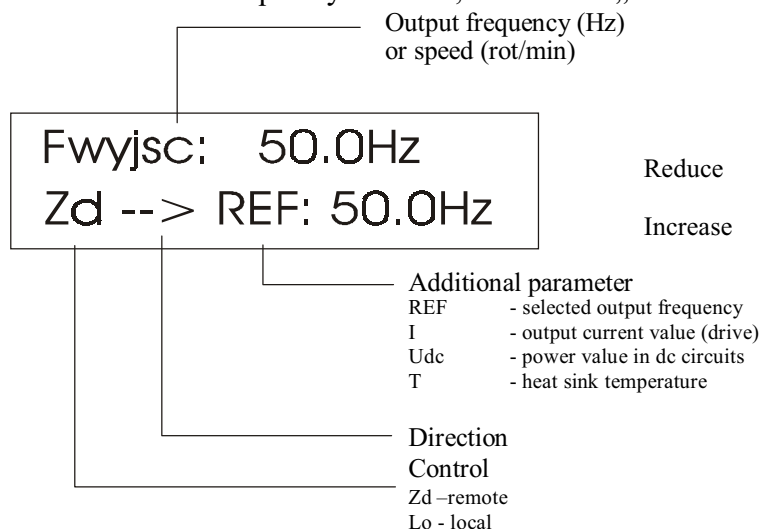 Output frequency (Hz)
or speed (rot/min)
Fwyjsc: 50.0Hz
Zd --> REF: 50.0Hz
Reduce
Increase
Additional parameter
REF - selected output frequency
I - output current value (drive)
Udc - power value in dc circuits
T - heat sink temperature
Direction
Control
Zd –remote
Lo - local